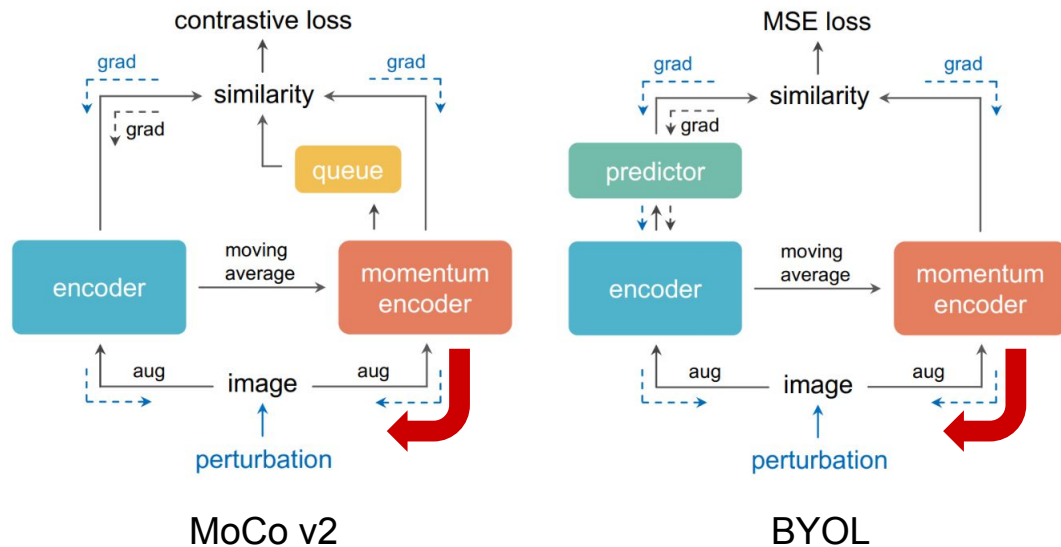 contrastive loss
grad
grad
similarity
grad
queue
encoder
moving
average
momentum
encoder
aug
image
aug
perturbation
MoCo v2
MSE loss
grad
grad
similarity
grad
predictor
encoder
moving
average
momentum
encoder
aug
image
aug
perturbation
BYOL